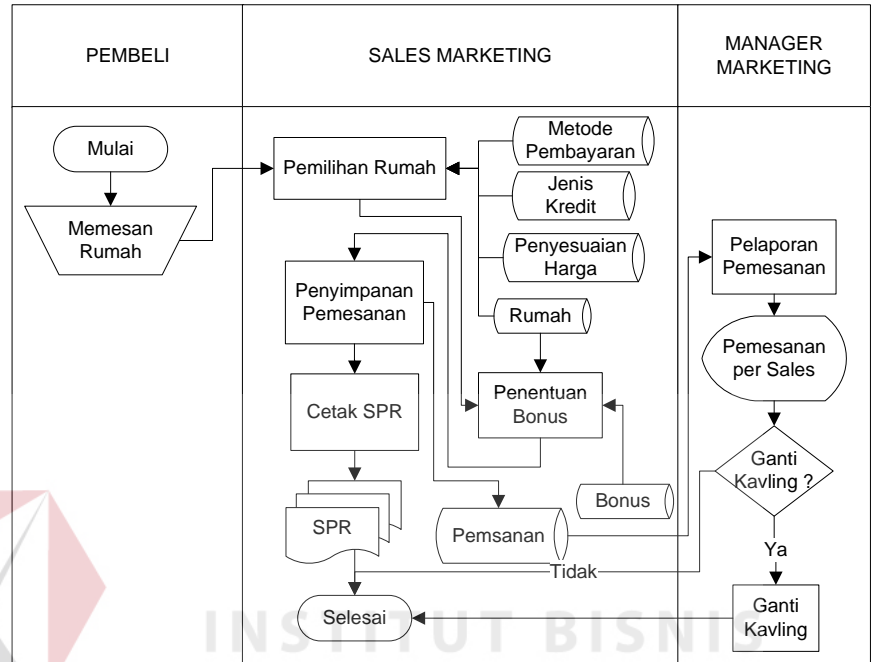 PEMBELI
SALES MARKETING
MANAGER
MARKETING
Mulai
Memesan
Rumah
Pemilihan Rumah
Metode
Pembayaran
Jenis
Kredit
Penyesuaian
Harga
Rumah
Penyimpanan
Pemesanan
Cetak SPR
SPR
Penentuan
Bonus
Bonus
Pemsanan
Selesai
Pelaporan
Pemesanan
Pemesanan
per Sales
Ganti
Kavling ?
Ya
Tidak
Ganti
Kavling
INSTITUT BISNIS